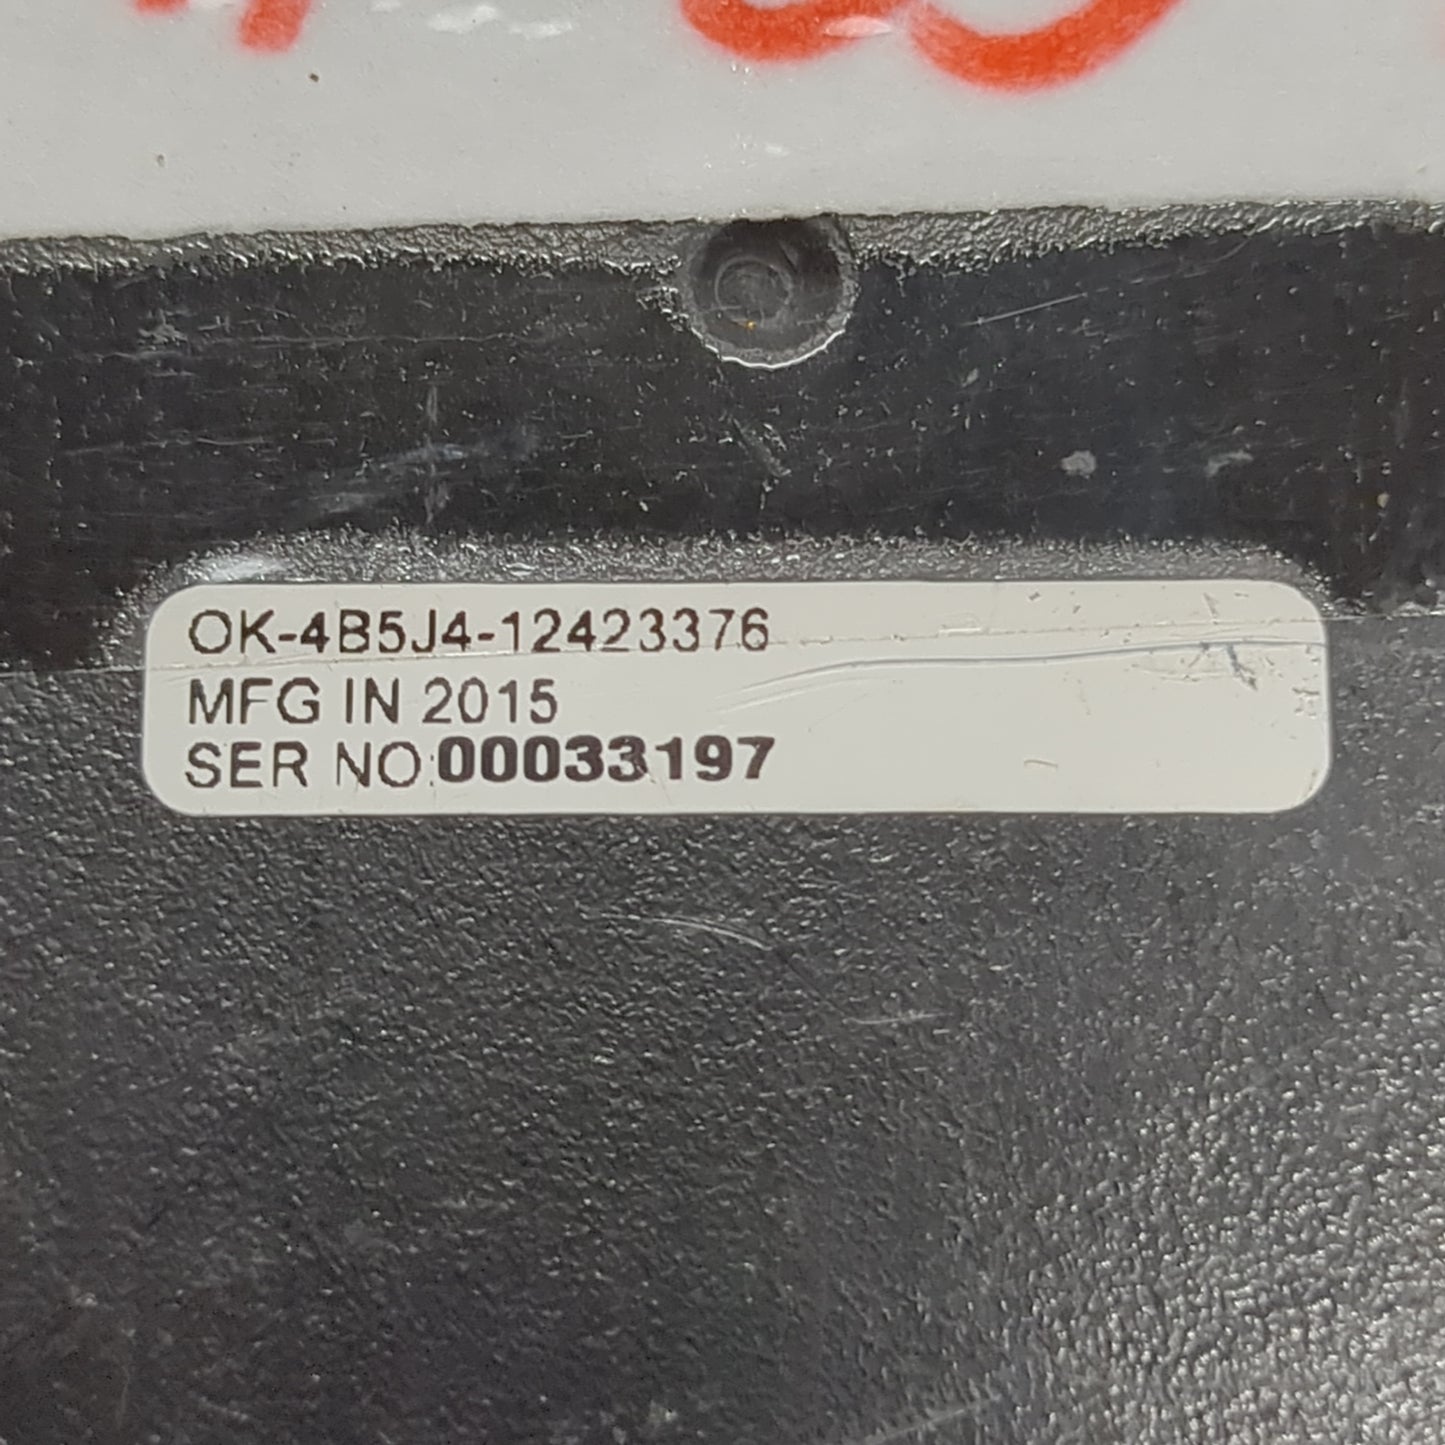 OK-4B5J4-12423376
MFG IN 2015
SER NO:00033197